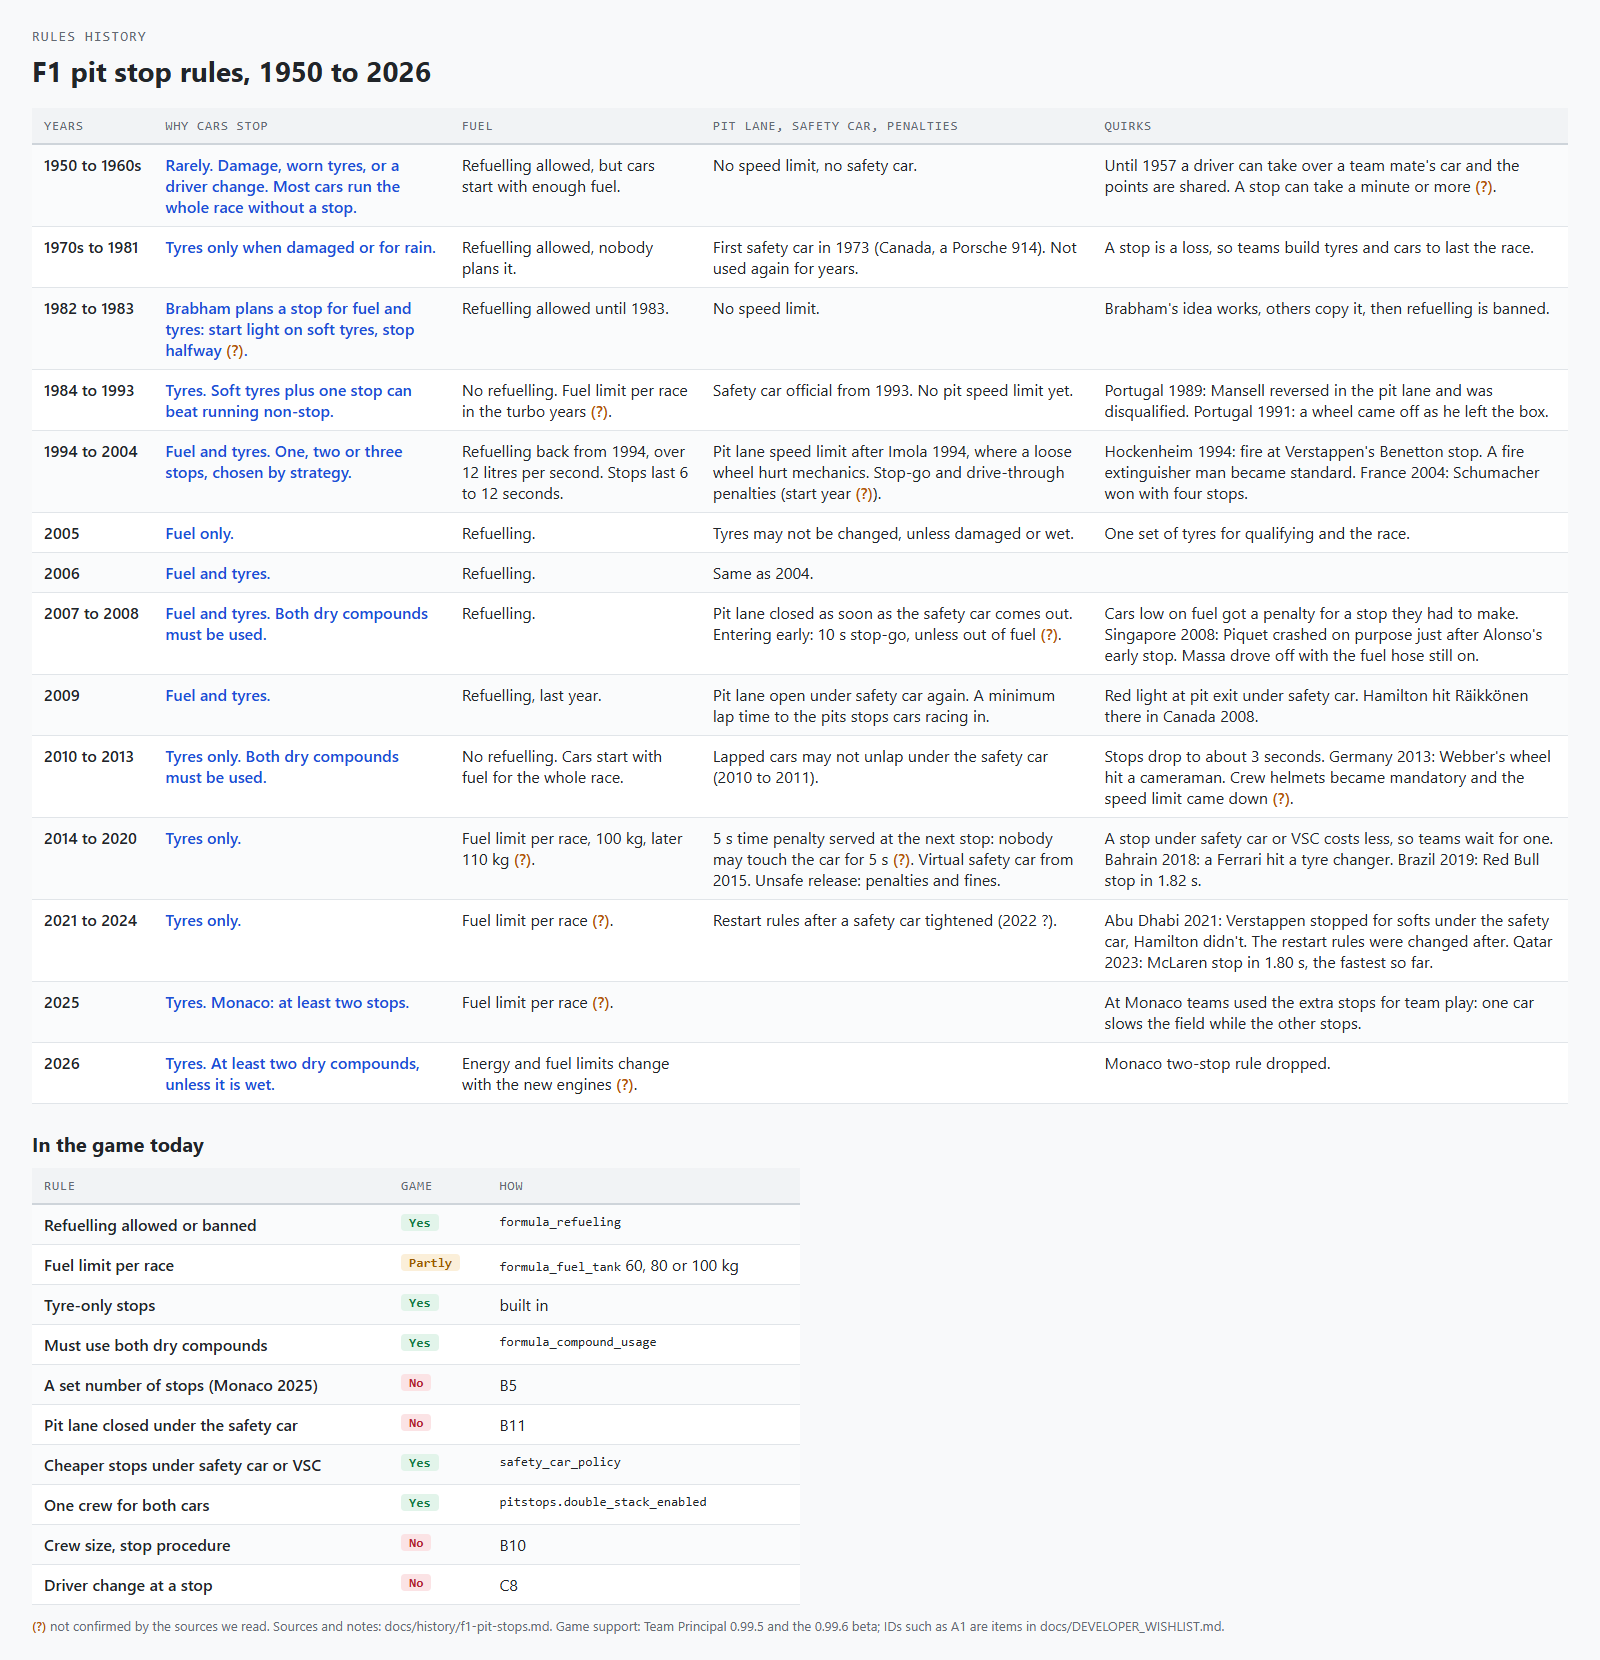 RULES HISTORY
F1 pit stop rules, 1950 to 2026
YEARS WHY CARS STOP FUEL PIT LANE, SAFETY CAR, PENALTIES QUIRKS
1950 to 1960s Rarely. Damage, worn tyres, or a Refuelling allowed, but cars No speed limit, no safety car. Until 1957 a driver can take over a team mate's car and the
driver change. Most cars run the start with enough fuel. points are shared. A stop can take a minute or more (?).
whole race without a stop.
1970s to 1981 Tyres only when damaged or for rain. Refuelling allowed, nobody First safety car in 1973 (Canada, a Porsche 914). Not A stop is a loss, so teams build tyres and cars to last the race.
plans it. used again for years.
1982 to 1983 Brabham plans a stop for fuel and Refuelling allowed until 1983. No speed limit. Brabham's idea works, others copy it, then refuelling is banned.
tyres: start light on soft tyres, stop
halfway (?).
1984 to 1993 Tyres. Soft tyres plus one stop can No refuelling. Fuel limit per race Safety car official from 1993. No pit speed limit yet. Portugal 1989: Mansell reversed in the pit lane and was
beat running non-stop. in the turbo years (?). disqualified. Portugal 1991: a wheel came off as he left the box.
1994 to 2004 Fuel and tyres. One, two or three Refuelling back from 1994, over Pit lane speed limit after Imola 1994, where a loose Hockenheim 1994: fire at Verstappen's Benetton stop. A fire
stops, chosen by strategy. 12 litres per second. Stops last 6 wheel hurt mechanics. Stop-go and drive-through extinguisher man became standard. France 2004: Schumacher
to 12 seconds. penalties (start year (?)). won with four stops.
2005 Fuel only. Refuelling. Tyres may not be changed, unless damaged or wet. One set of tyres for qualifying and the race.
2006 Fuel and tyres. Refuelling. Same as 2004.
2007 to 2008 Fuel and tyres. Both dry compounds Refuelling. Pit lane closed as soon as the safety car comes out. Cars low on fuel got a penalty for a stop they had to make.
must be used. Entering early: 10 s stop-go, unless out of fuel (?). Singapore 2008: Piquet crashed on purpose just after Alonso's
early stop. Massa drove off with the fuel hose still on.
2009 Fuel and tyres. Refuelling, last year. Pit lane open under safety car again. A minimum Red light at pit exit under safety car. Hamilton hit Räikkönen
lap time to the pits stops cars racing in. there in Canada 2008.
2010 to 2013 Tyres only. Both dry compounds No refuelling. Cars start with Lapped cars may not unlap under the safety car Stops drop to about 3 seconds. Germany 2013: Webber's wheel
must be used. fuel for the whole race. (2010 to 2011). hit a cameraman. Crew helmets became mandatory and the
speed limit came down (?).
2014 to 2020 Tyres only. Fuel limit per race, 100 kg, later 5 s time penalty served at the next stop: nobody A stop under safety car or VSC costs less, so teams wait for one.
110 kg (?). may touch the car for 5 s (?). Virtual safety car from Bahrain 2018: a Ferrari hit a tyre changer. Brazil 2019: Red Bull
2015. Unsafe release: penalties and fines. stop in 1.82 s.
2021 to 2024 Tyres only. Fuel limit per race (?). Restart rules after a safety car tightened (2022 ?). Abu Dhabi 2021: Verstappen stopped for softs under the safety
car, Hamilton didn't. The restart rules were changed after. Qatar
2023: McLaren stop in 1.80 s, the fastest so far.
2025 Tyres. Monaco: at least two stops. Fuel limit per race (?). At Monaco teams used the extra stops for team play: one car
slows the field while the other stops.
2026 Tyres. At least two dry compounds, Energy and fuel limits change Monaco two-stop rule dropped.
unless it is wet. with the new engines (?).
In the game today
RULE GAME HOW
Refuelling allowed or banned Yes formula_refueling
Fuel limit per race Partly formula_fuel_tank 60, 80 or 100 kg
Tyre-only stops Yes built in
Must use both dry compounds Yes formula_compound_usage
A set number of stops (Monaco 2025) No B5
Pit lane closed under the safety car No B11
Cheaper stops under safety car or VSC Yes safety_car_policy
One crew for both cars Yes pitstops.double_stack_enabled
Crew size, stop procedure No B10
Driver change at a stop No C8
(?) not confirmed by the sources we read. Sources and notes: docs/history/f1-pit-stops.md. Game support: Team Principal 0.99.5 and the 0.99.6 beta; IDs such as A1 are items in docs/DEVELOPER_WISHLIST.md.